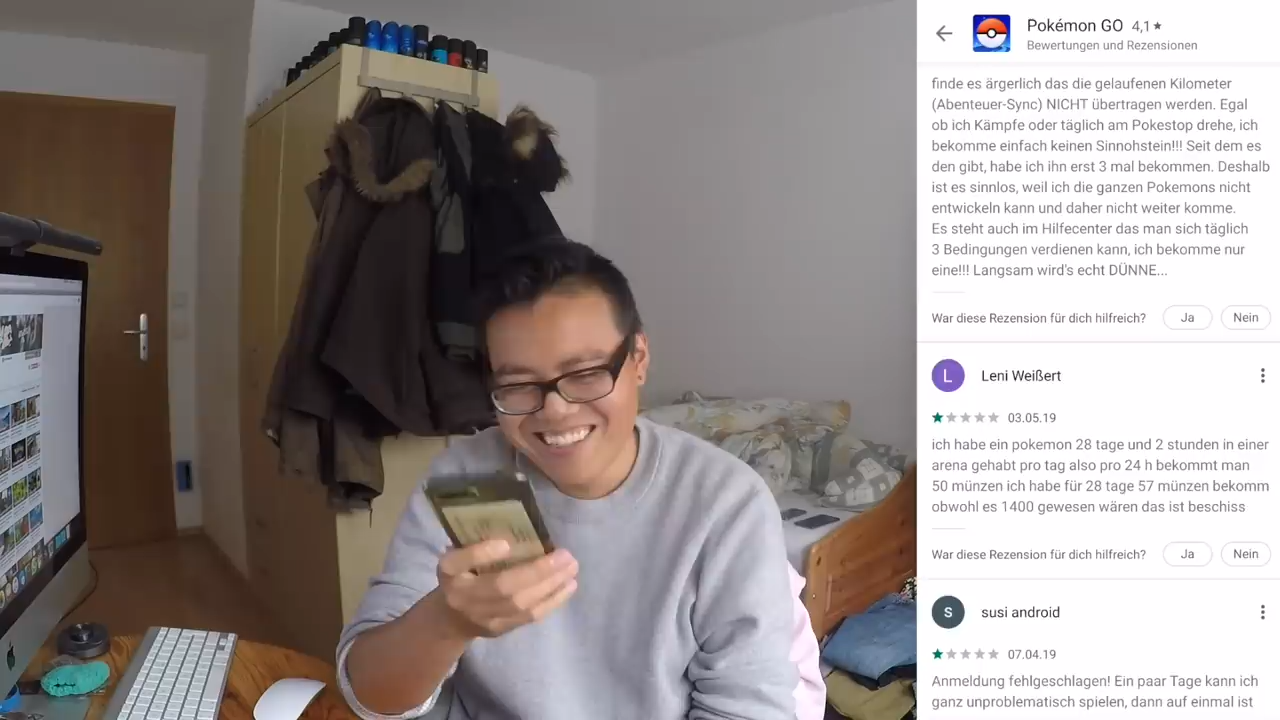 Pokémon GO 4,1★
Bewertungen und Rezensionen
finde es ärgerlich das die gelaufenen Kilometer
(Abenteuer-Sync) NICHT übertragen werden. Egal
ob ich Kämpfe oder täglich am Pokestop drehe, ich
bekomme einfach keinen Sinnohstein!!! Seit dem es
den gibt, habe ich ihn erst 3 mal bekommen. Deshalb
ist es sinnlos, weil ich die ganzen Pokemons nicht
entwickeln kann und daher nicht weiter komme.
Es steht auch im Hilfecenter das man sich täglich
3 Bedingungen verdienen kann, ich bekomme nur
eine!!! Langsam wird's echt DÜNNE...
War diese Rezension für dich hilfreich? Ja Nein
L Leni Weißert
03.05.19
ich habe ein pokemon 28 tage und 2 stunden in einer
arena gehabt pro tag also pro 24 h bekommt man
50 münzen ich habe für 28 tage 57 münzen bekomm
obwohl es 1400 gewesen wären das ist beschiss
War diese Rezension für dich hilfreich? Ja Nein
S susi android
07.04.19
Anmeldung fehlgeschlagen! Ein paar Tage kann ich
ganz unproblematisch spielen, dann auf einmal ist